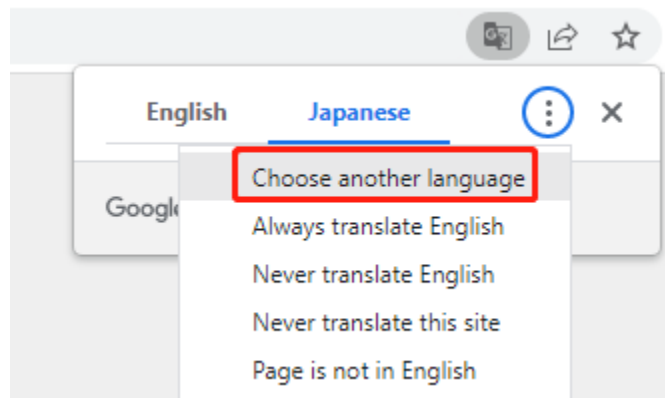 English Japanese
Choose another language
Google
Always translate English
Never translate English
Never translate this site
Page is not in English